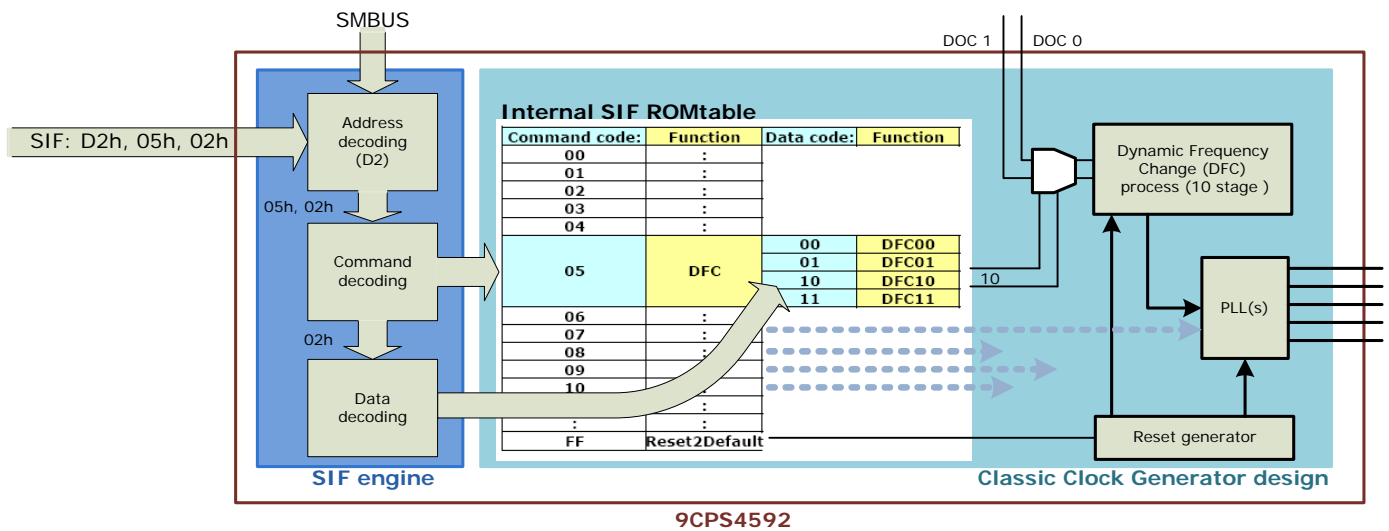 SMBUS
DOC 1
DOC 0
SIF: D2h, 05h, 02h
Address
decoding
(D2)
05h, 02h
Command
decoding
02h
Data
decoding
SIF engine
Internal SIF ROMtable
Command code: Function Data code: Function
00 :
01 :
02 :
03 :
04 :
05 DFC
00 DFC00
01 DFC01
10 DFC10
11 DFC11
06 :
07 :
08 :
09 :
10 :
: :
: :
FF Reset2Default
10
Dynamic Frequency
Change (DFC)
process (10 stage )
PLL(s)
Reset generator
Classic Clock Generator design
9CPS4592